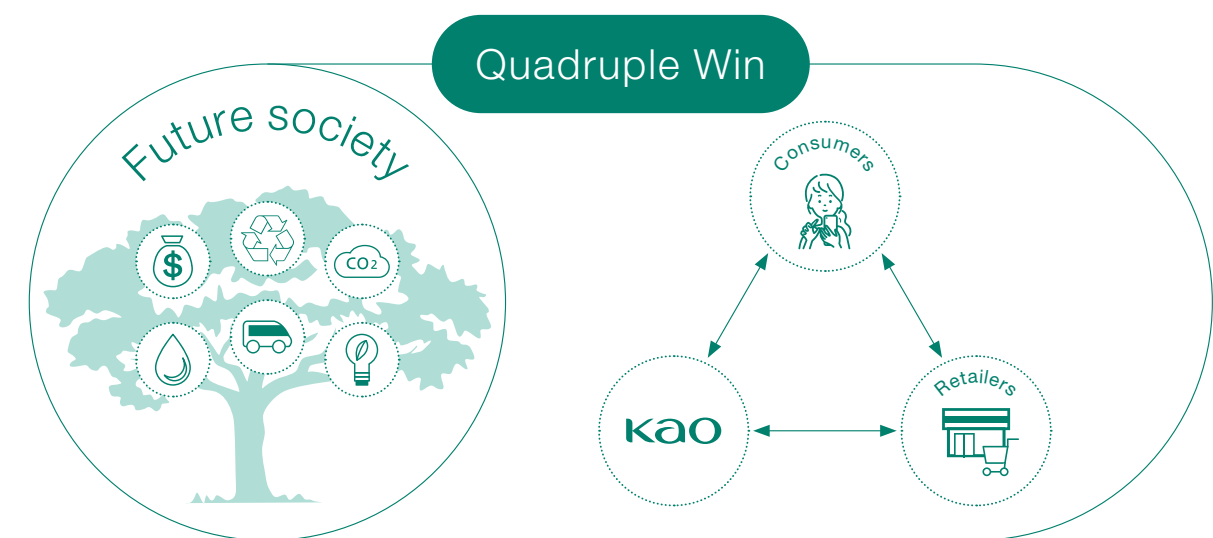 Quadruple Win
Future society
$
CO2
Consumers
Kao
Retailers